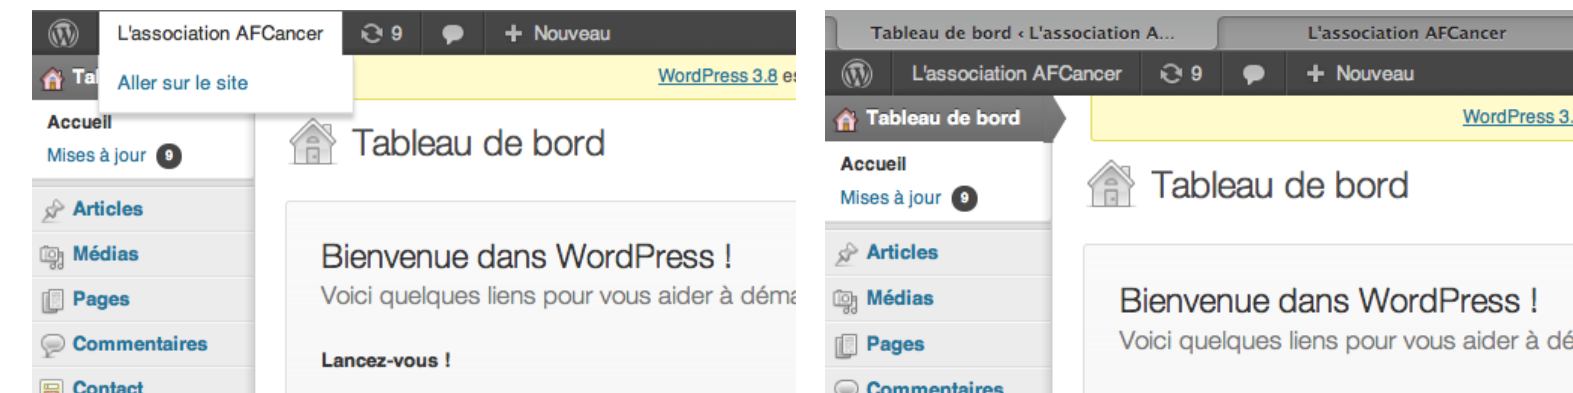 L'association AFCancer 9 + Nouveau
Aller sur le site
WordPress 3.8
Accueil
Mises à jour 9
Tableau de bord
Articles
Médias
Pages
Commentaires
Contact
Bienvenue dans WordPress !
Voici quelques liens pour vous aider à
Lancez-vous !
Tableau de bord ‹ L'association A...
L'association AFCancer
L'association AFCancer 9 + Nouveau
Tableau de bord
WordPress 3.
Accueil
Mises à jour 9
Tableau de bord
Articles
Médias
Pages
Commentaires
Bienvenue dans WordPress !
Voici quelques liens pour vous aider à